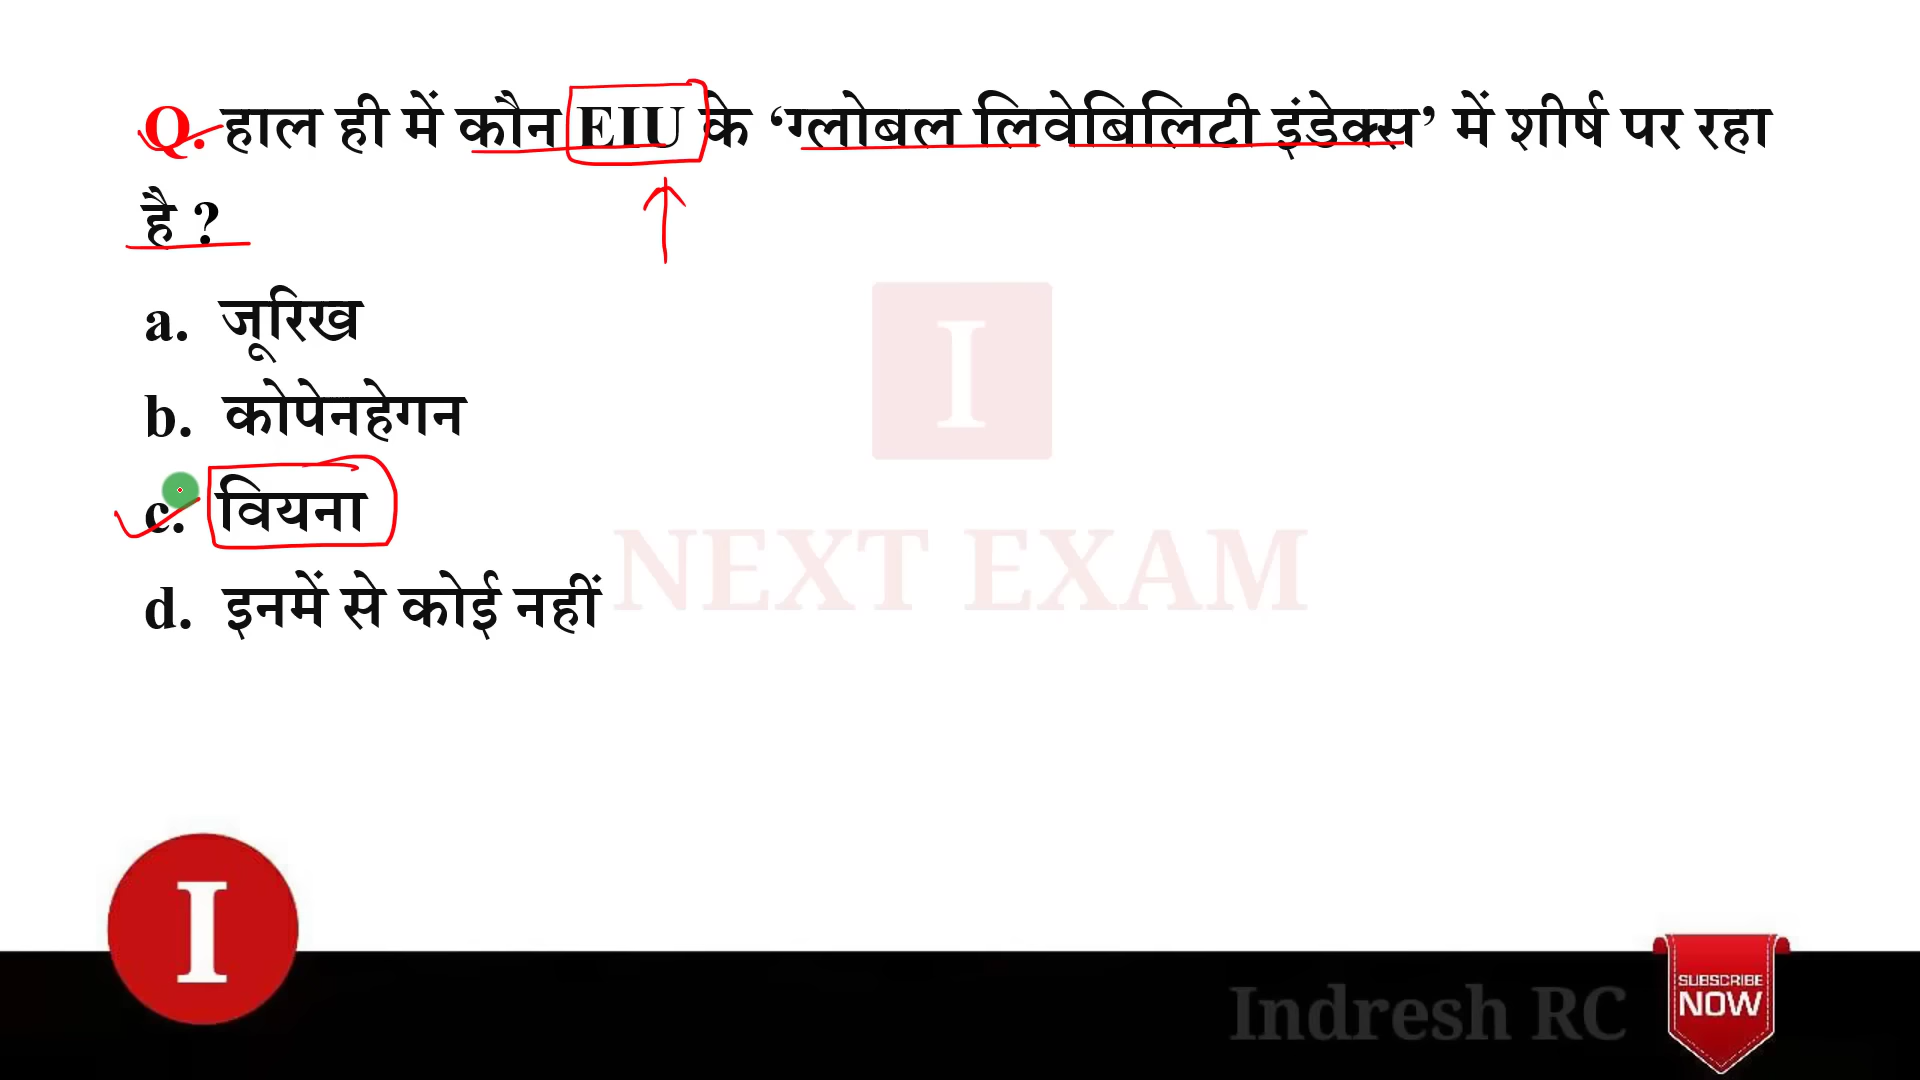 Q. हाल ही में कौन EIU के ‘ग्लोबल लिवेबिलिटी इंडेक्स’ में शीर्ष पर रहा
है ?
a. जूरिख
b. कोपेनहेगन
c. वियना
d. इनमें से कोई नहीं
I
NEXT EXAM
I
Indresh RC
SUBSCRIBE
NOW